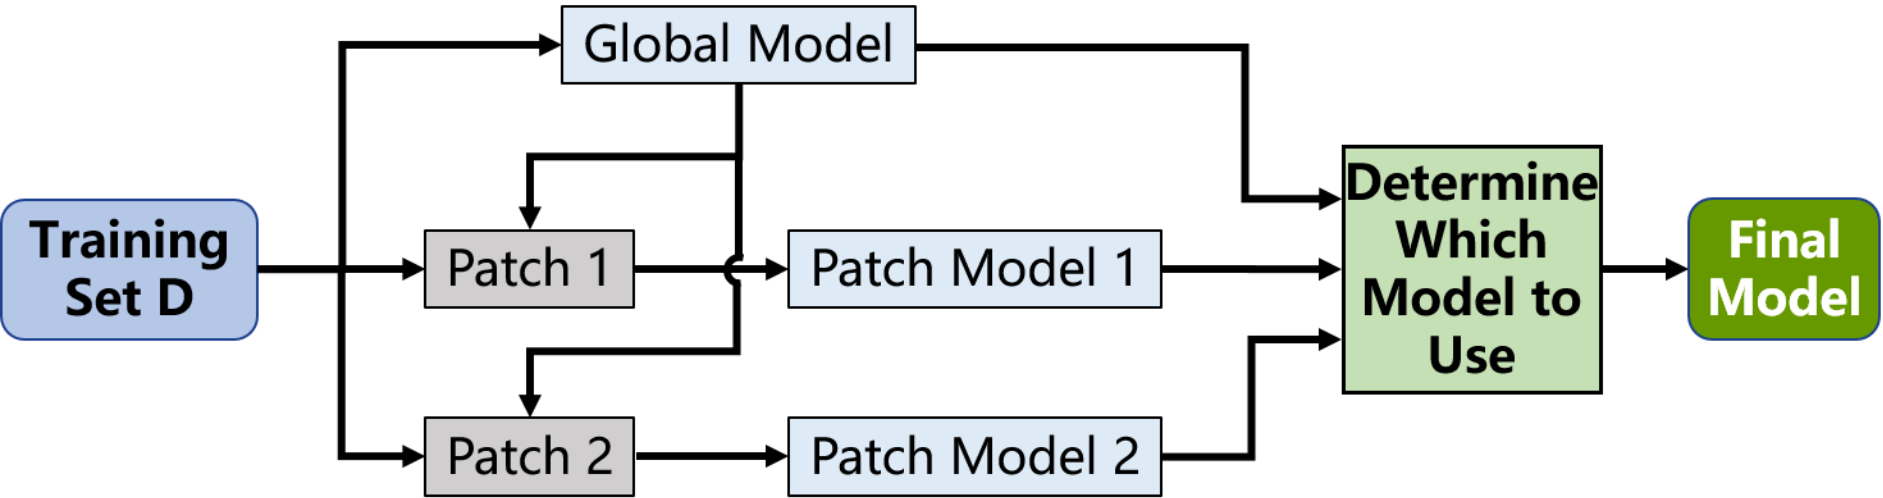 Global Model
Training
Set D
Patch 1
Patch Model 1
Patch 2
Patch Model 2
Determine
Which
Model to
Use
Final
Model